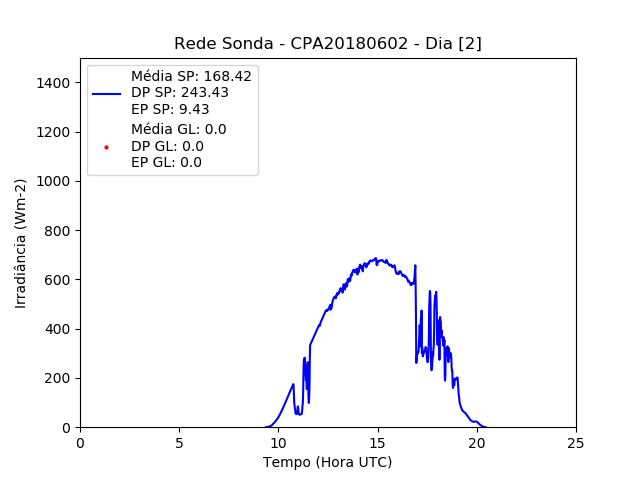 Rede Sonda - CPA20180602 - Dia [2]
Média SP: 168.42
DP SP: 243.43
EP SP: 9.43
Média GL: 0.0
DP GL: 0.0
EP GL: 0.0
1400
1200
1000
800
600
400
200
0
Irradiância (Wm-2)
0 5 10 15 20 25
Tempo (Hora UTC)